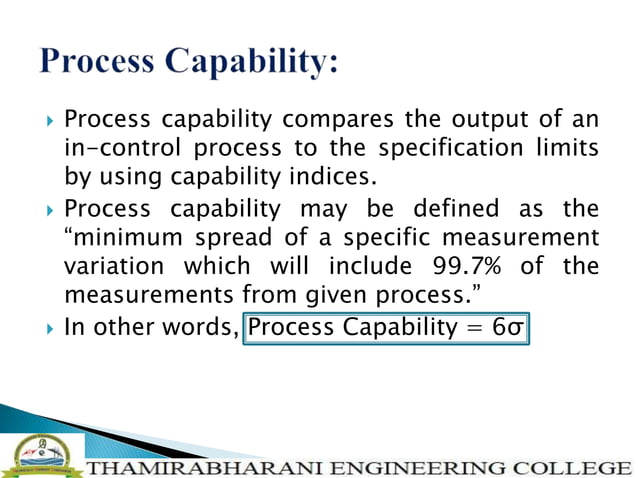 Process Capability:
Process capability compares the output of an
in-control process to the specification limits
by using capability indices.
Process capability may be defined as the
“minimum spread of a specific measurement
variation which will include 99.7% of the
measurements from given process.”
In other words, Process Capability = 6σ
THAMIRABHARANI ENGINEERING COLLEGE